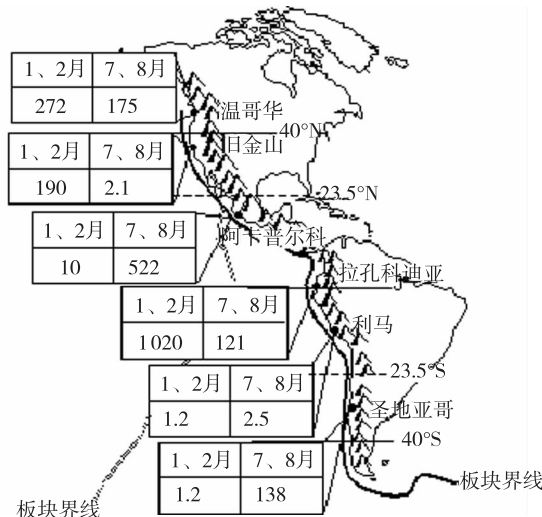 1、2月 7、8月
272 175
温哥华
40°N
1、2月 7、8月
190 2.1
旧金山
23.5°N
1、2月 7、8月
10 522
阿卡普尔科
拉孔科迪亚
1、2月 7、8月
1020 121
利马
1、2月 7、8月
1.2 2.5
23.5°S
圣地亚哥
40°S
1、2月 7、8月
1.2 138
板块界线
板块界线